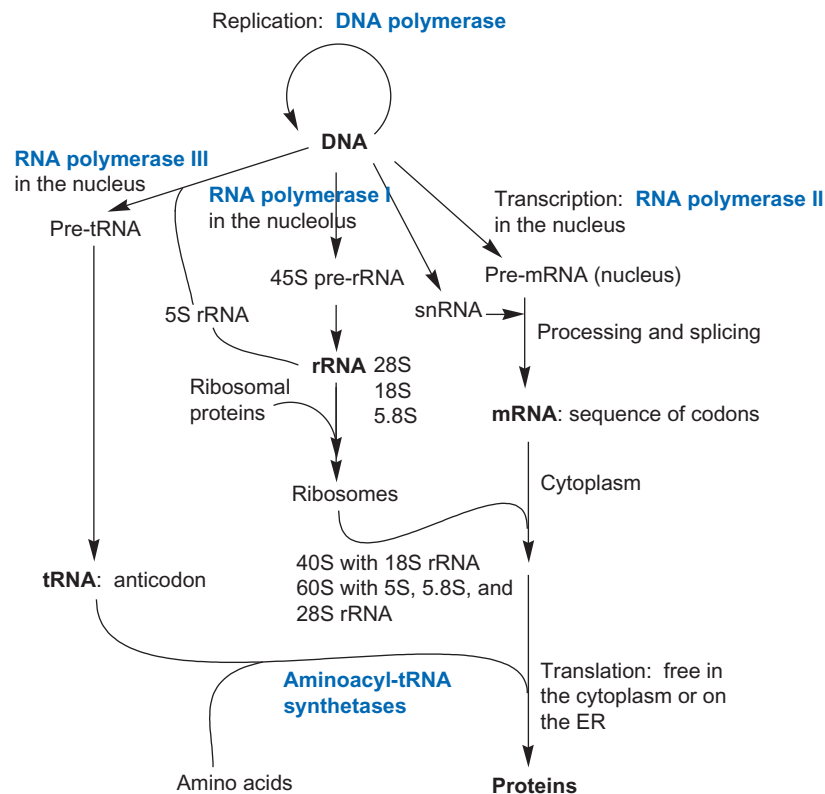 Replication: DNA polymerase
DNA
RNA polymerase III
in the nucleus
RNA polymerase I
in the nucleolus
Transcription: RNA polymerase II
in the nucleus
Pre-tRNA
45S pre-rRNA
Pre-mRNA (nucleus)
5S rRNA
snRNA
Processing and splicing
rRNA 28S
18S
5.8S
Ribosomal
proteins
mRNA: sequence of codons
Ribosomes
Cytoplasm
40S with 18S rRNA
60S with 5S, 5.8S, and
28S rRNA
tRNA: anticodon
Aminoacyl-tRNA
synthetases
Translation: free in
the cytoplasm or on
the ER
Amino acids
Proteins